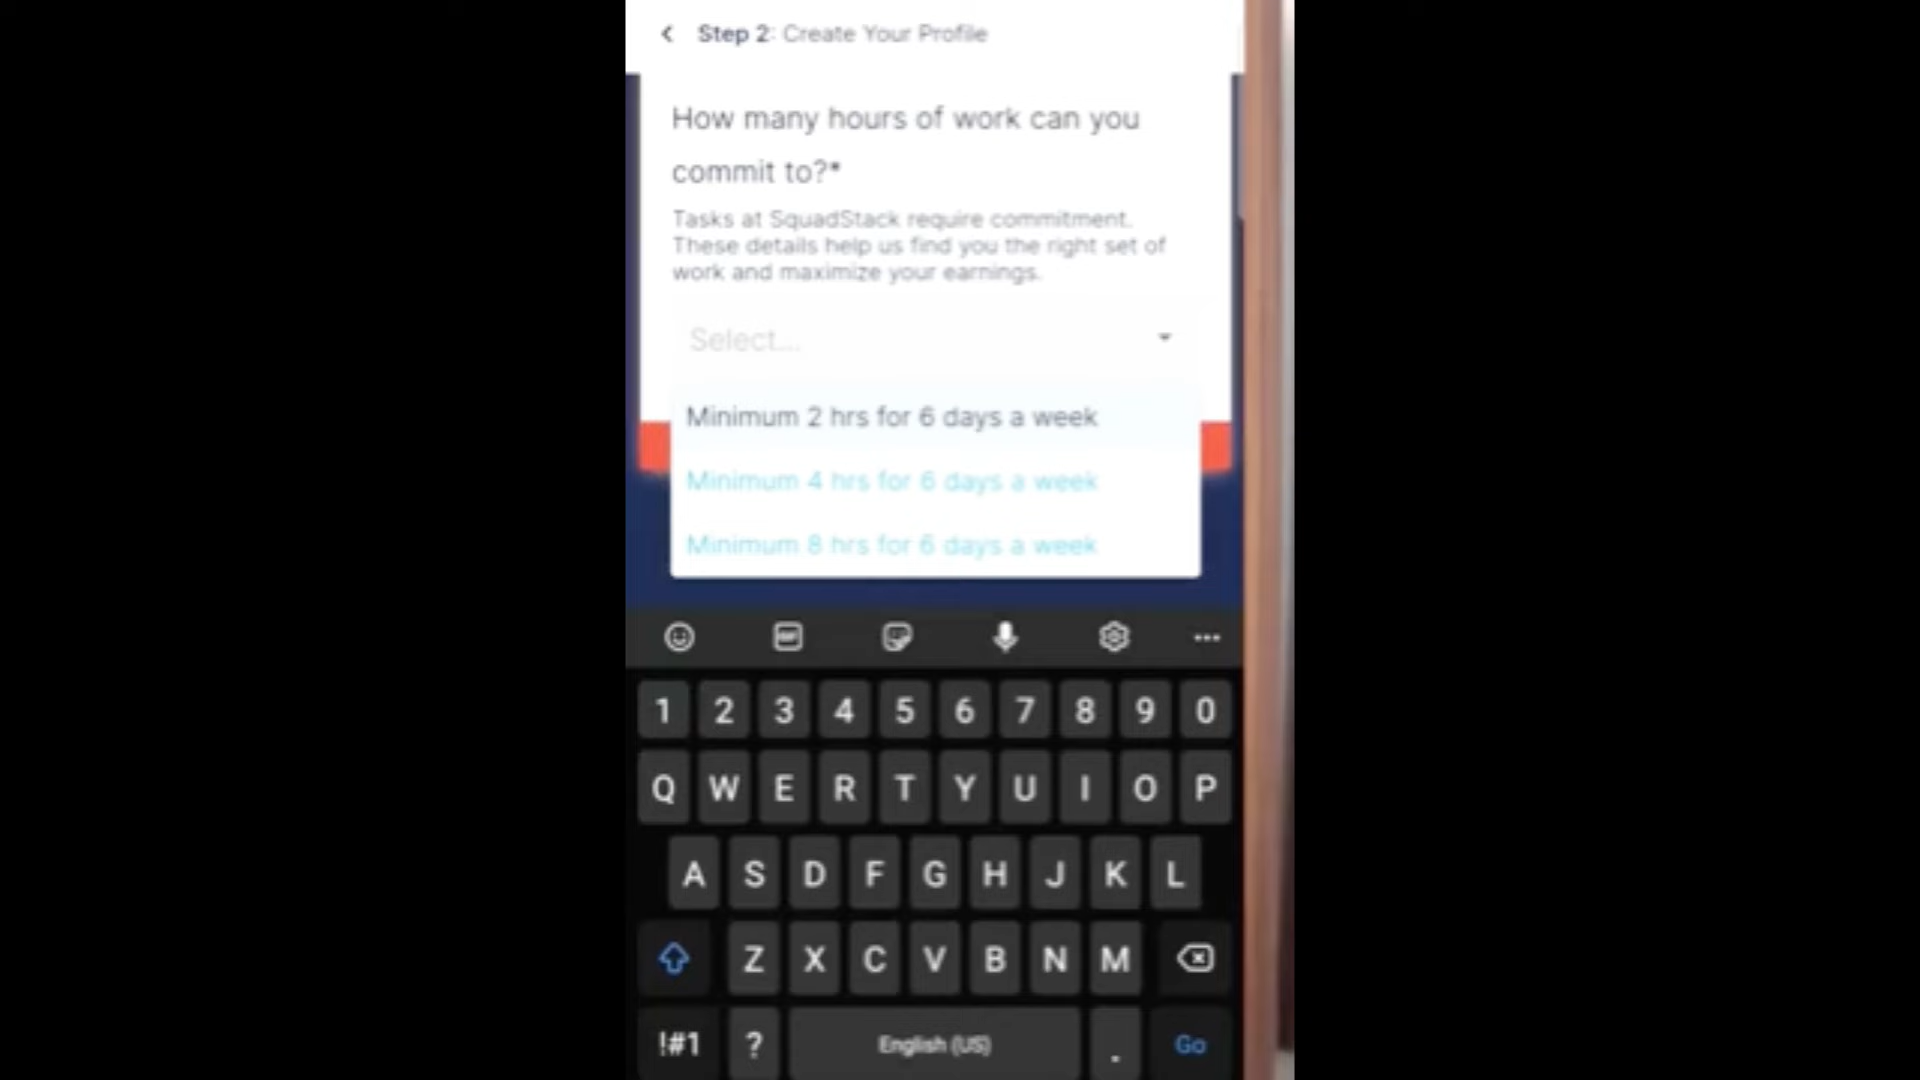 Step 2: Create Your Profile
How many hours of work can you
commit to?*
Tasks at SquadStack require commitment.
These details help us find you the right set of
work and maximize your earnings.
Select...
Minimum 2 hrs for 6 days a week
Minimum 4 hrs for 6 days a week
Minimum 8 hrs for 6 days a week
GIF
1 2 3 4 5 6 7 8 9 0
Q W E R T Y U I O P
A S D F G H J K L
Z X C V B N M
!#1 ? English (US) . Go